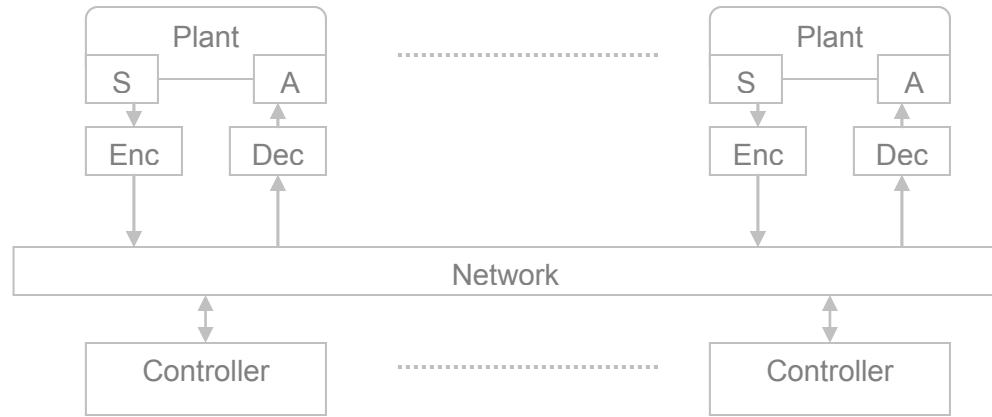 Plant Plant
S A S A
Enc Dec Enc Dec
Network
Controller Controller